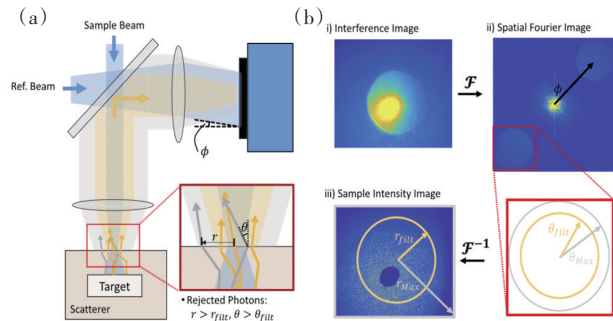 (a)
Sample Beam
Ref. Beam
ϕ
r
θ
Target
Scatterer
• Rejected Photons:
r > r_filt, θ > θ_filt
(b)
i) Interference Image
ii) Spatial Fourier Image
𝓕
ϕ
iii) Sample Intensity Image
r_filt
r_Max
𝓕⁻¹
θ_filt
θ_Max